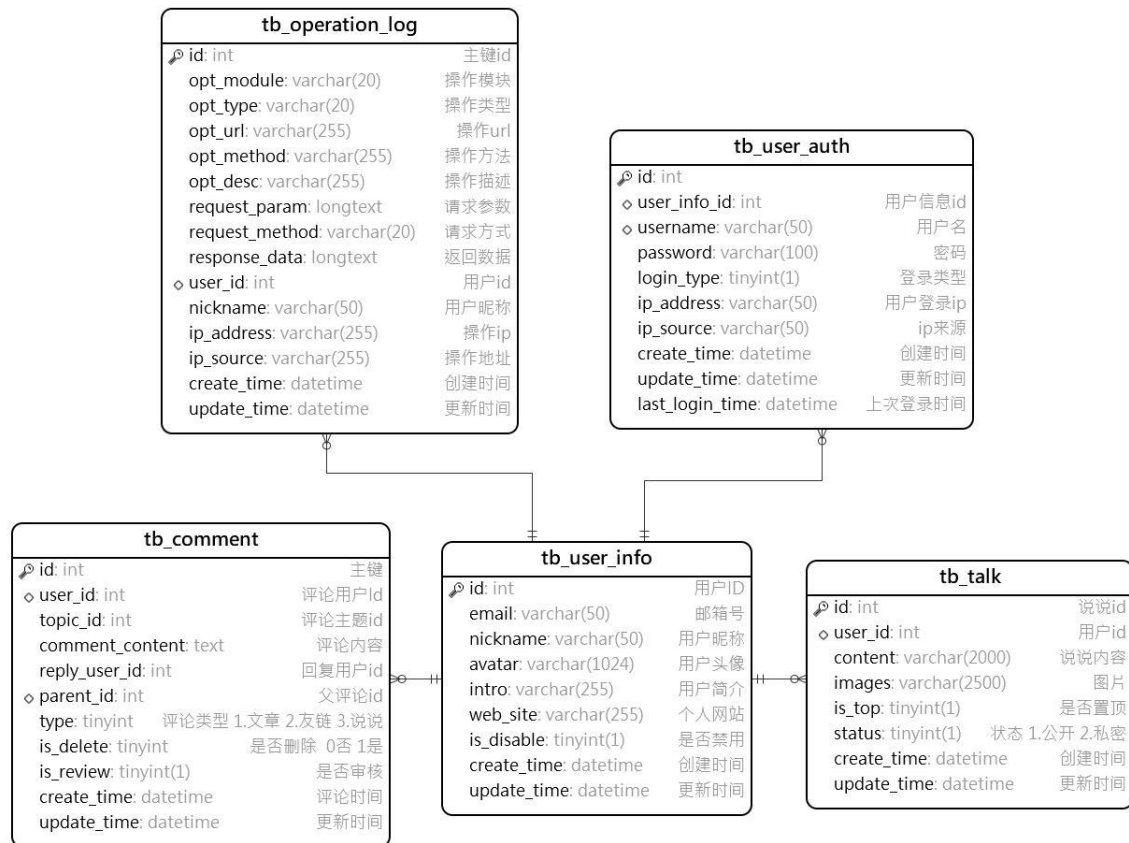 tb_operation_log
id: int 主键id
opt_module: varchar(20) 操作模块
opt_type: varchar(20) 操作类型
opt_url: varchar(255) 操作url
opt_method: varchar(255) 操作方法
opt_desc: varchar(255) 操作描述
request_param: longtext 请求参数
request_method: varchar(20) 请求方式
response_data: longtext 返回数据
user_id: int 用户id
nickname: varchar(50) 用户昵称
ip_address: varchar(255) 操作ip
ip_source: varchar(255) 操作地址
create_time: datetime 创建时间
update_time: datetime 更新时间
tb_user_auth
id: int
user_info_id: int 用户信息id
username: varchar(50) 用户名
password: varchar(100) 密码
login_type: tinyint(1) 登录类型
ip_address: varchar(50) 用户登录ip
ip_source: varchar(50) ip来源
create_time: datetime 创建时间
update_time: datetime 更新时间
last_login_time: datetime 上次登录时间
tb_comment
id: int 主键
user_id: int 评论用户Id
topic_id: int 评论主题id
comment_content: text 评论内容
reply_user_id: int 回复用户id
parent_id: int 父评论id
type: tinyint 评论类型 1.文章 2.友链 3.说说
is_delete: tinyint 是否删除 0否 1是
is_review: tinyint(1) 是否审核
create_time: datetime 评论时间
update_time: datetime 更新时间
tb_user_info
id: int 用户ID
email: varchar(50) 邮箱号
nickname: varchar(50) 用户昵称
avatar: varchar(1024) 用户头像
intro: varchar(255) 用户简介
web_site: varchar(255) 个人网站
is_disable: tinyint(1) 是否禁用
create_time: datetime 创建时间
update_time: datetime 更新时间
tb_talk
id: int 说说id
user_id: int 用户id
content: varchar(2000) 说说内容
images: varchar(2500) 图片
is_top: tinyint(1) 是否置顶
status: tinyint(1) 状态 1.公开 2.私密
create_time: datetime 创建时间
update_time: datetime 更新时间